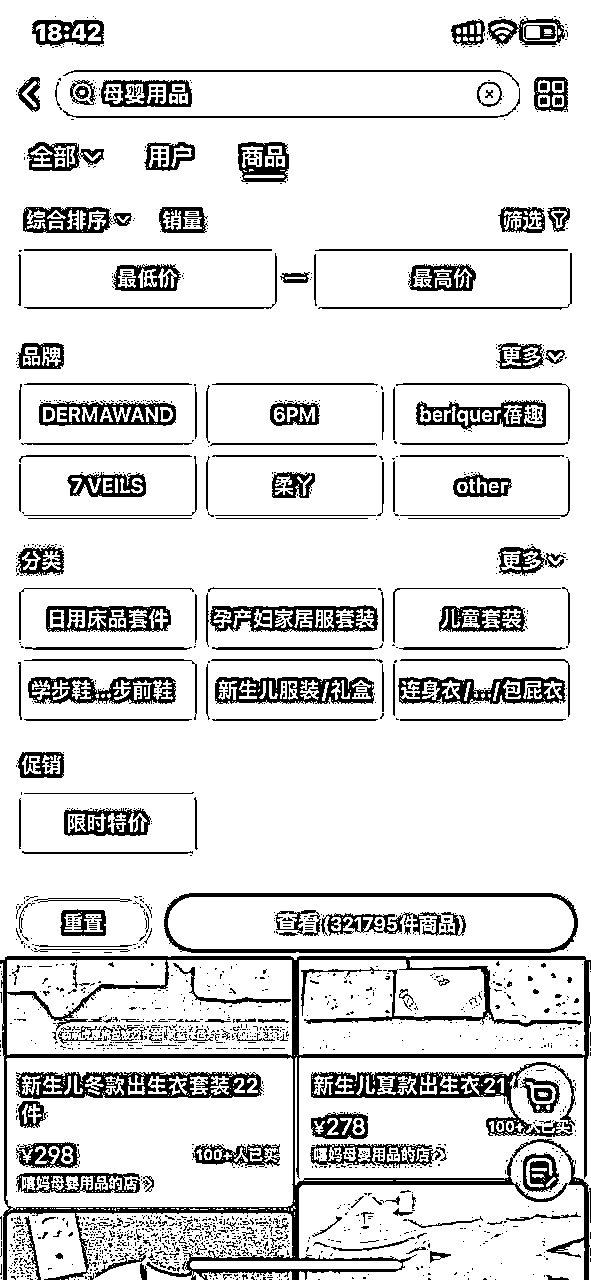 18:42
母婴用品
全部 用户 商品
综合排序 销量 筛选
最低价 最高价
品牌 更多
DERMAWAND 6PM beriquer蓓趣
7 VEILS 柔丫 other
分类 更多
日用床品套件 孕产妇家居服套装 儿童套装
学步鞋...步前鞋 新生儿服装/礼盒 连身衣/.../包屁衣
促销
限时特价
重置 查看 (321795件商品)
新生儿冬款出生衣套装22件
¥298 100+人已买
嘻妈母婴用品的店
新生儿夏款出生衣21
¥278 100+人已买
嘻妈母婴用品的店